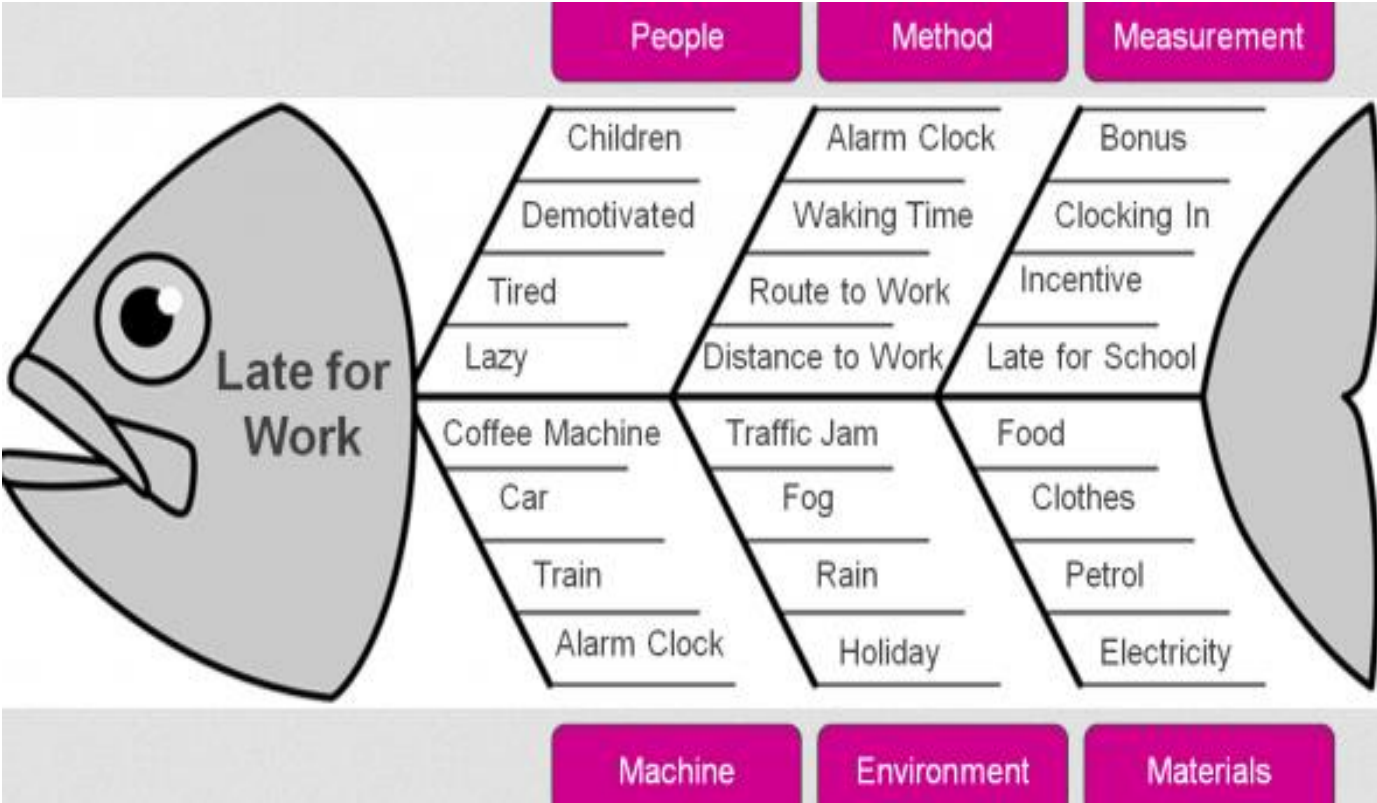 People
Method
Measurement
Children
Demotivated
Tired
Lazy
Alarm Clock
Waking Time
Route to Work
Distance to Work
Bonus
Clocking In
Incentive
Late for School
Late for
Work
Coffee Machine
Car
Train
Alarm Clock
Traffic Jam
Fog
Rain
Holiday
Food
Clothes
Petrol
Electricity
Machine
Environment
Materials